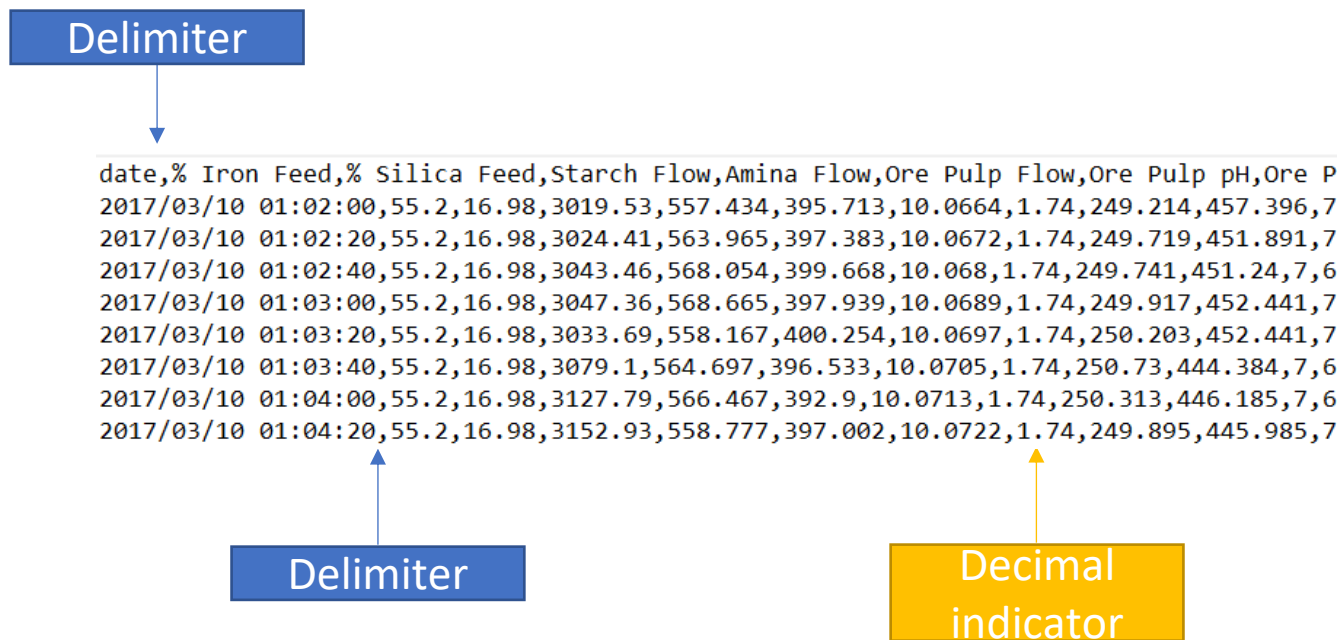 Delimiter
date,% Iron Feed,% Silica Feed,Starch Flow,Amina Flow,Ore Pulp Flow,Ore Pulp pH,Ore P
2017/03/10 01:02:00,55.2,16.98,3019.53,557.434,395.713,10.0664,1.74,249.214,457.396,7
2017/03/10 01:02:20,55.2,16.98,3024.41,563.965,397.383,10.0672,1.74,249.719,451.891,7
2017/03/10 01:02:40,55.2,16.98,3043.46,568.054,399.668,10.068,1.74,249.741,451.24,7,6
2017/03/10 01:03:00,55.2,16.98,3047.36,568.665,397.939,10.0689,1.74,249.917,452.441,7
2017/03/10 01:03:20,55.2,16.98,3033.69,558.167,400.254,10.0697,1.74,250.203,452.441,7
2017/03/10 01:03:40,55.2,16.98,3079.1,564.697,396.533,10.0705,1.74,250.73,444.384,7,6
2017/03/10 01:04:00,55.2,16.98,3127.79,566.467,392.9,10.0713,1.74,250.313,446.185,7,6
2017/03/10 01:04:20,55.2,16.98,3152.93,558.777,397.002,10.0722,1.74,249.895,445.985,7
Delimiter
Decimal
indicator